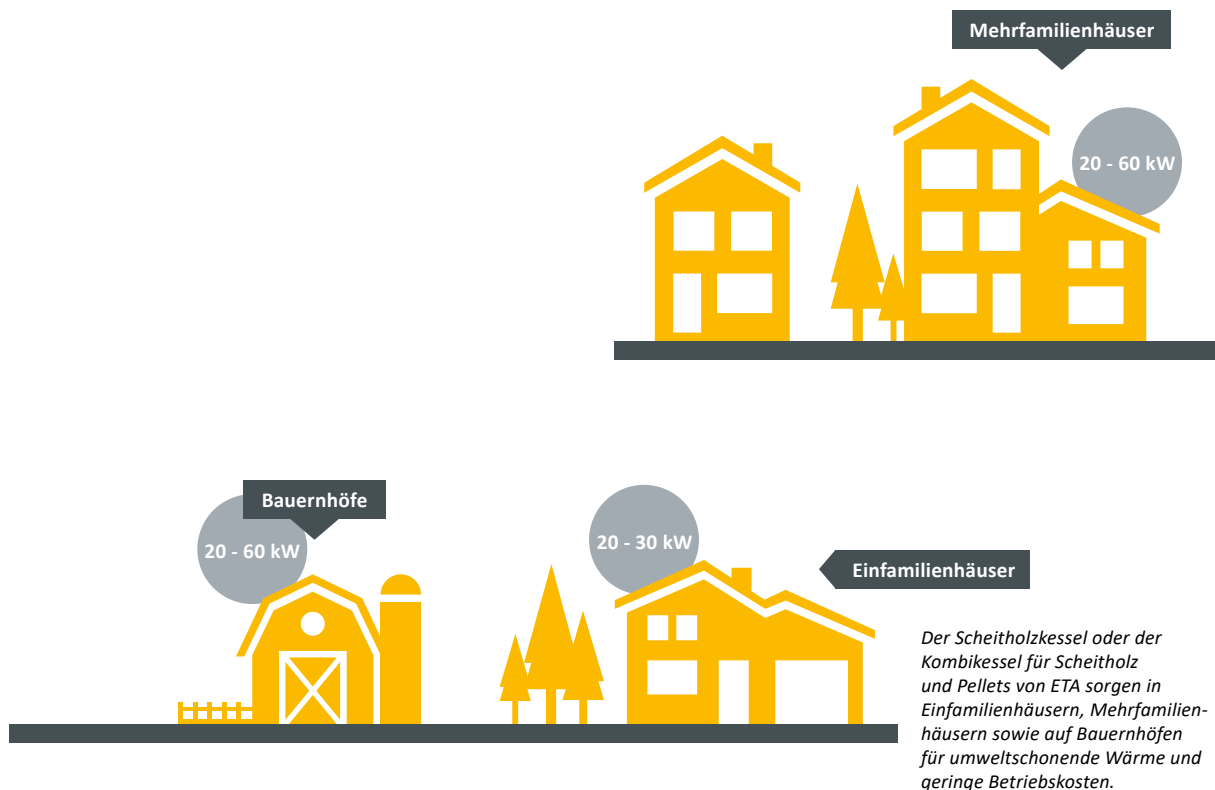 Mehrfamilienhäuser
20 - 60 kW
Bauernhöfe
20 - 60 kW
20 - 30 kW
Einfamilienhäuser
Der Scheitholzkessel oder der
Kombikessel für Scheitholz
und Pellets von ETA sorgen in
Einfamilienhäusern, Mehrfamilien-
häusern sowie auf Bauernhöfen
für umweltschonende Wärme und
geringe Betriebskosten.